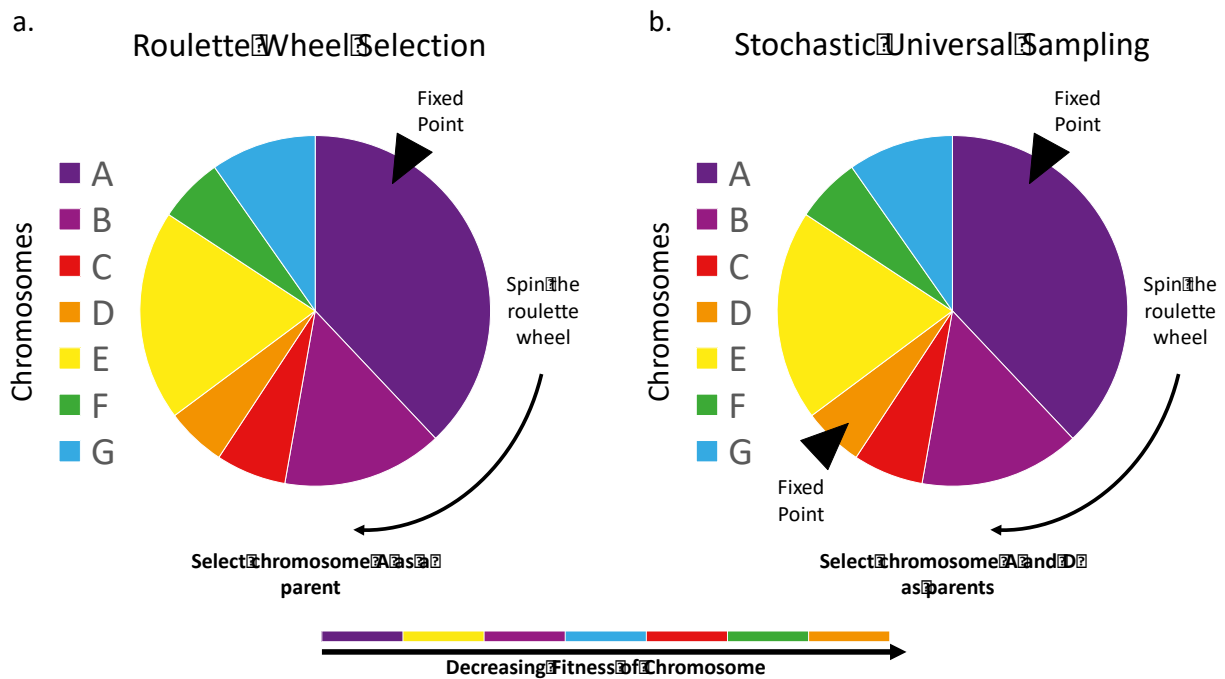 a.
Roulette Wheel Selection
Fixed
Point
Chromosomes
A
B
C
D
E
F
G
Spin the
roulette
wheel
Select chromosome A as a
parent
b.
Stochastic Universal Sampling
Fixed
Point
Chromosomes
A
B
C
D
E
F
G
Spin the
roulette
wheel
Fixed
Point
Select chromosome A and D
as parents
Decreasing Fitness of Chromosome